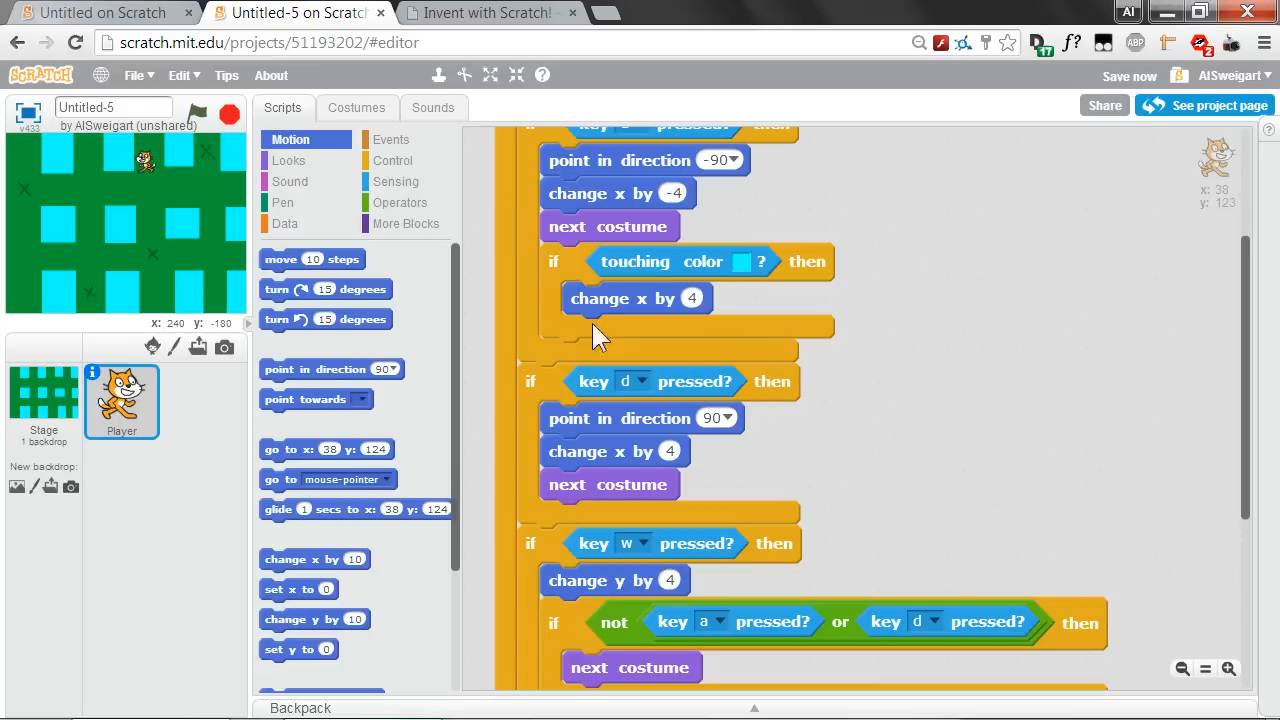 Untitled on Scratch
Untitled-5 on Scratch
Invent with Scratch!
AI
scratch.mit.edu/projects/51193202/#editor
17
f?
ABP
2
SCRATCH
File
Edit
Tips
About
Save now
AlSweigart
v433
Untitled-5
by AlSweigart (unshared)
Scripts
Costumes
Sounds
Share
See project page
Motion
Events
Looks
Control
Sound
Sensing
Pen
Operators
Data
More Blocks
move 10 steps
turn 15 degrees
turn 15 degrees
point in direction 90
point towards
go to x: 38 y: 124
go to mouse-pointer
glide 1 secs to x: 38 y: 124
change x by 10
set x to 0
change y by 10
set y to 0
x: 240 y: -180
Stage
1 backdrop
New backdrop:
Player
point in direction -90
change x by -4
next costume
if touching color ? then
change x by 4
if key d pressed? then
point in direction 90
change x by 4
next costume
if key w pressed? then
change y by 4
if not key a pressed? or key d pressed? then
next costume
x: 38
y: 123
Backpack